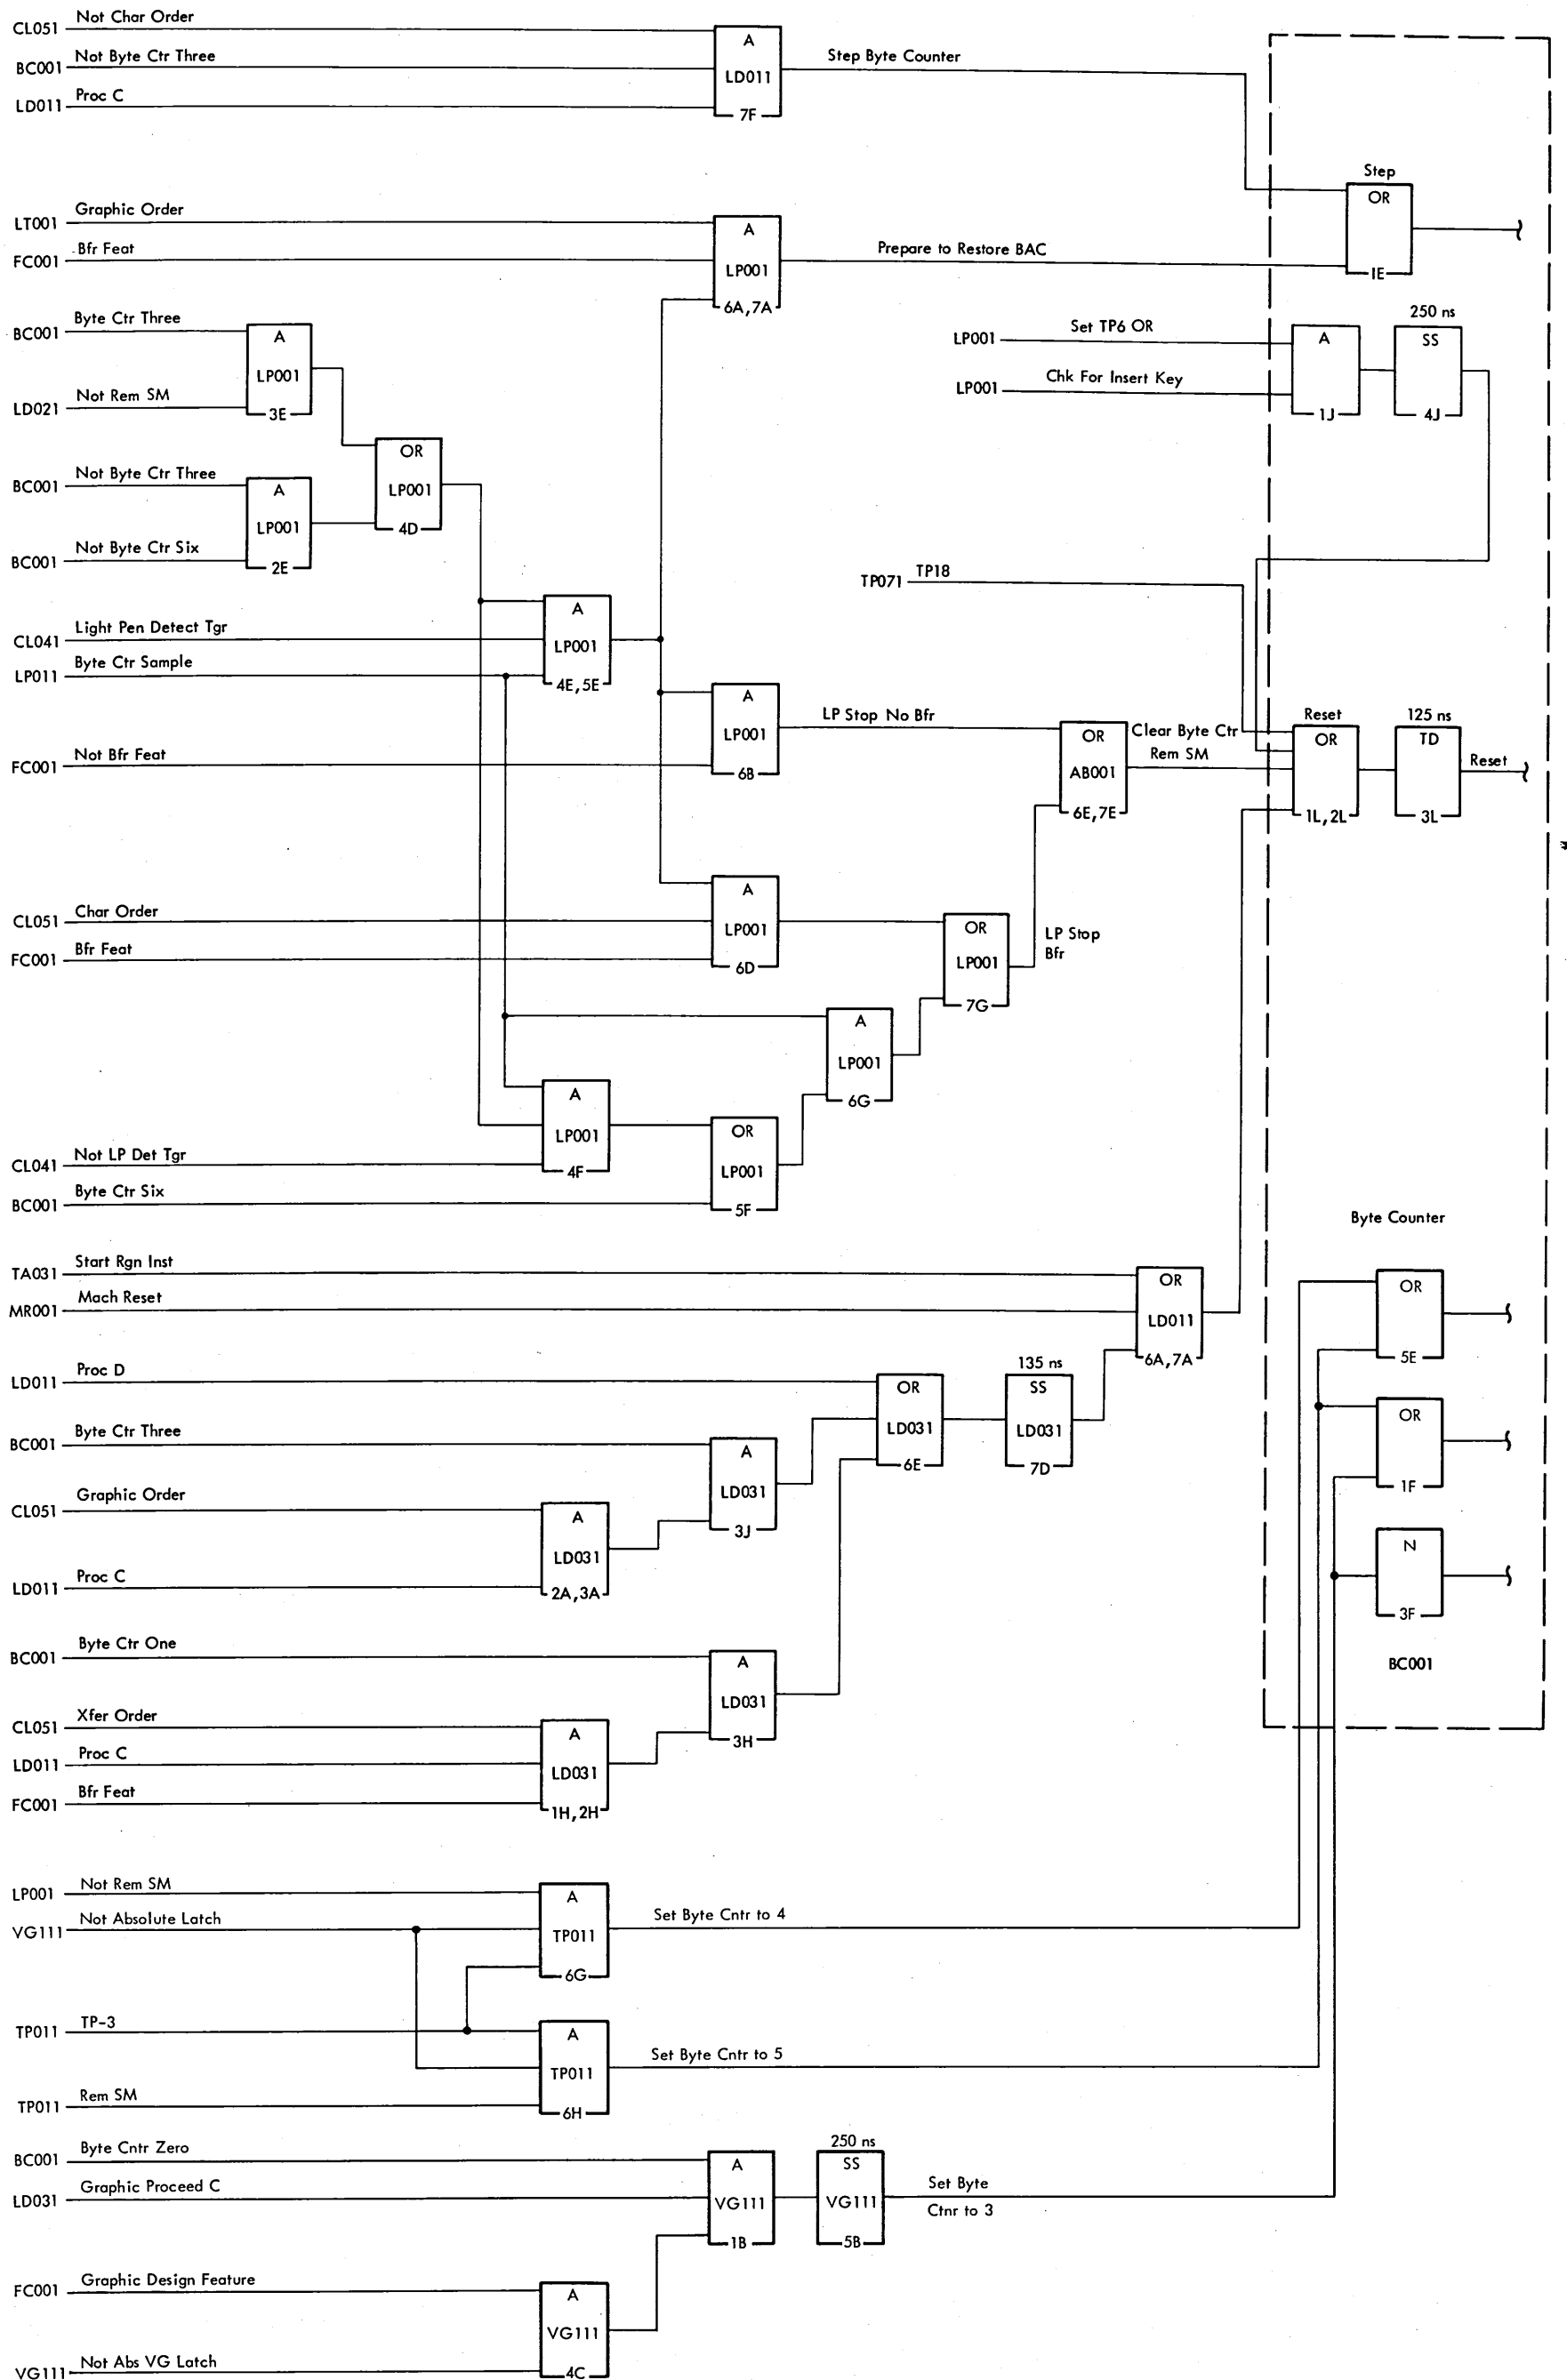 CL051 Not Char Order
BC001 Not Byte Ctr Three
LD011 Proc C
A
LD011
7F
Step Byte Counter
Step
OR
1E
LT001 Graphic Order
FC001 Bfr Feat
A
LP001
6A,7A
Prepare to Restore BAC
BC001 Byte Ctr Three
LD021 Not Rem SM
A
LP001
3E
LP001 Set TP6 OR
LP001 Chk For Insert Key
A
1J
250 ns
SS
4J
BC001 Not Byte Ctr Three
BC001 Not Byte Ctr Six
A
LP001
2E
OR
LP001
4D
TP071 TP18
CL041 Light Pen Detect Tgr
LP011 Byte Ctr Sample
A
LP001
4E,5E
FC001 Not Bfr Feat
A
LP001
6B
LP Stop No Bfr
OR
AB001
6E,7E
Clear Byte Ctr
Rem SM
Reset
OR
1L,2L
125 ns
TD
3L
Reset
CL051 Char Order
FC001 Bfr Feat
A
LP001
6D
OR
LP001
7G
LP Stop
Bfr
A
LP001
6G
A
LP001
4F
CL041 Not LP Det Tgr
BC001 Byte Ctr Six
OR
LP001
5F
Byte Counter
TA031 Start Rgn Inst
MR001 Mach Reset
OR
LD011
6A,7A
OR
5E
LD011 Proc D
OR
LD031
6E
135 ns
SS
LD031
7D
OR
1F
BC001 Byte Ctr Three
A
LD031
3J
CL051 Graphic Order
LD011 Proc C
A
LD031
2A,3A
N
3F
BC001
BC001 Byte Ctr One
A
LD031
3H
CL051 Xfer Order
LD011 Proc C
FC001 Bfr Feat
A
LD031
1H,2H
LP001 Not Rem SM
VG111 Not Absolute Latch
A
TP011
6G
Set Byte Cntr to 4
TP011 TP-3
TP011 Rem SM
A
TP011
6H
Set Byte Cntr to 5
BC001 Byte Cntr Zero
LD031 Graphic Proceed C
A
VG111
1B
250 ns
SS
VG111
5B
Set Byte
Ctnr to 3
FC001 Graphic Design Feature
VG111 Not Abs VG Latch
A
VG111
4C